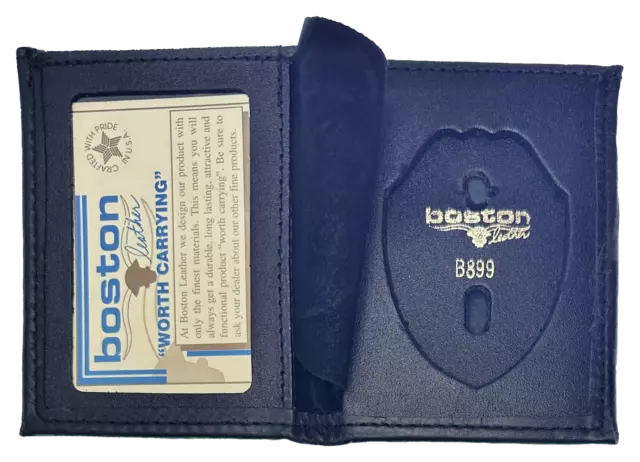 CRAFTED WITH PRIDE
IN U.S.A.
boston
leather
"WORTH CARRYING"
At Boston Leather we design our product with
only the finest materials. This means you will
always get a durable, long lasting, attractive and
functional product "worth carrying". Be sure to
ask your dealer about our other fine products.
boston
leather
B899